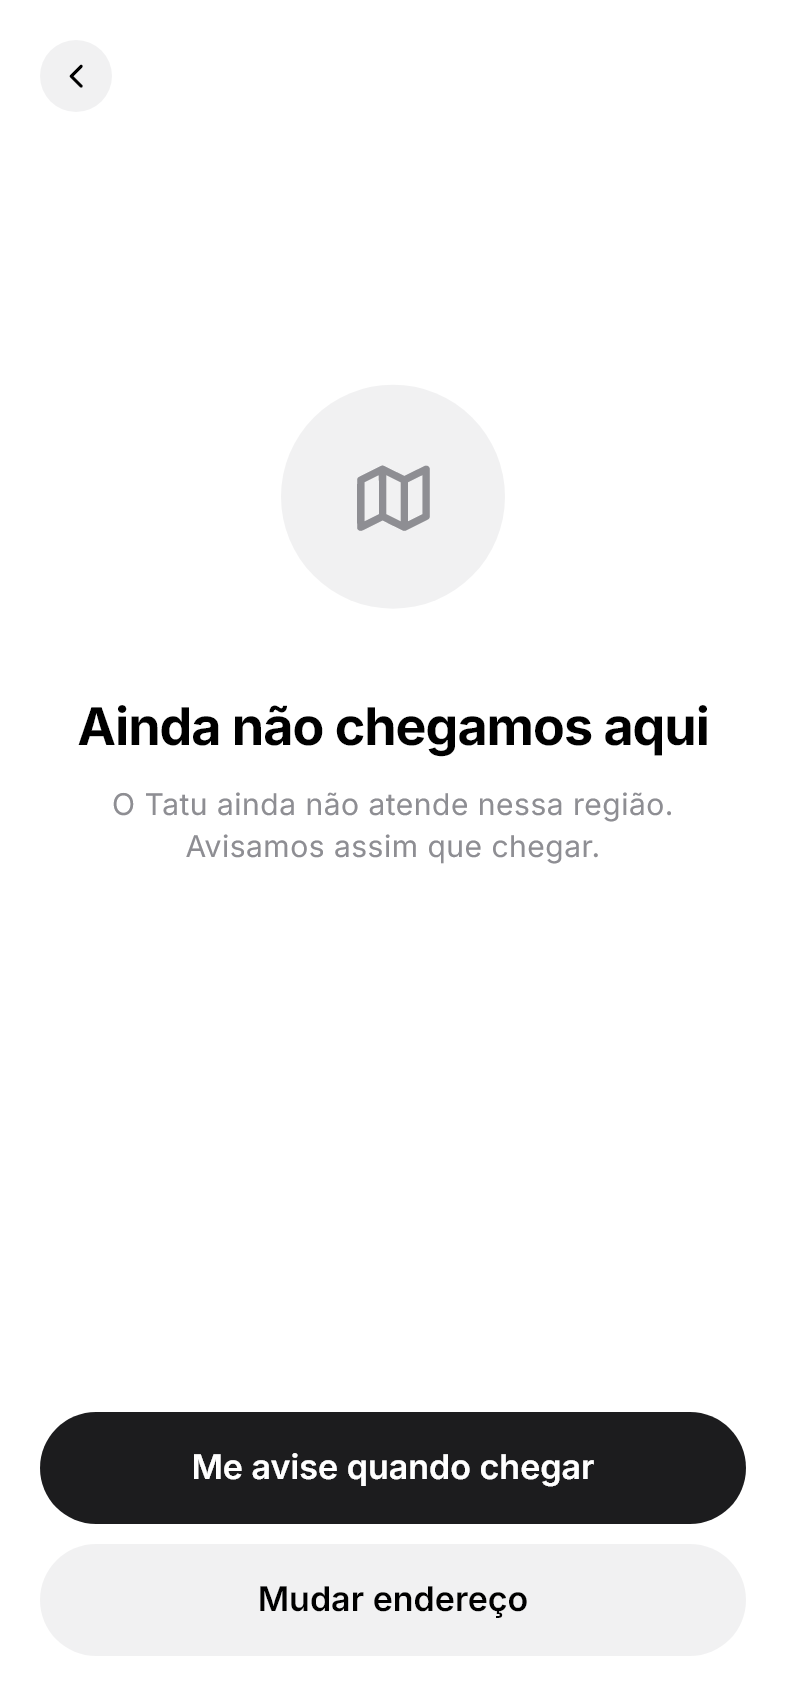 Ainda não chegamos aqui
O Tatu ainda não atende nessa região.
Avisamos assim que chegar.
Me avise quando chegar
Mudar endereço